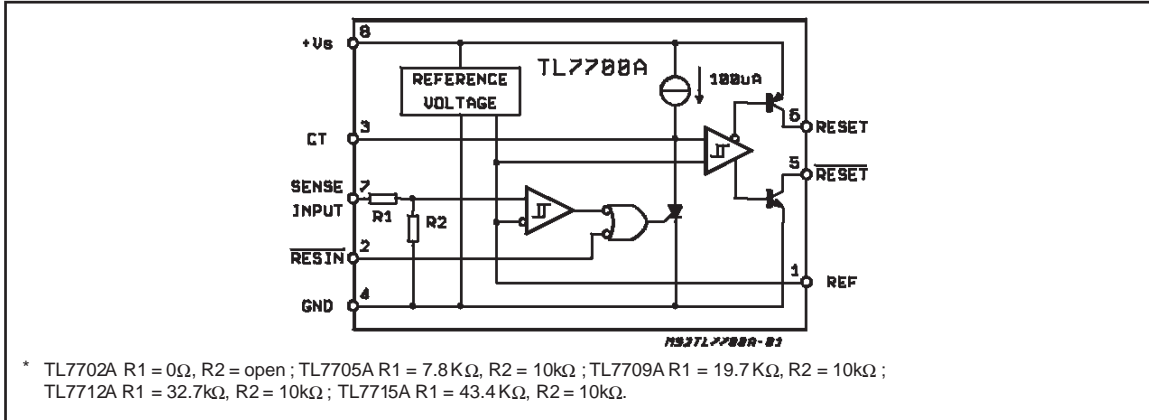 8
+Vs
TL7700A
REFERENCE
VOLTAGE
100uA
6
RESET
3
CT
5
RESET
SENSE
INPUT
7
R1
R2
2
RESIN
1
REF
4
GND
M92TL7700A-01
* TL7702A R1 = 0Ω, R2 = open ; TL7705A R1 = 7.8 KΩ, R2 = 10kΩ ; TL7709A R1 = 19.7 KΩ, R2 = 10kΩ ;
TL7712A R1 = 32.7kΩ, R2 = 10kΩ ; TL7715A R1 = 43.4 KΩ, R2 = 10kΩ.